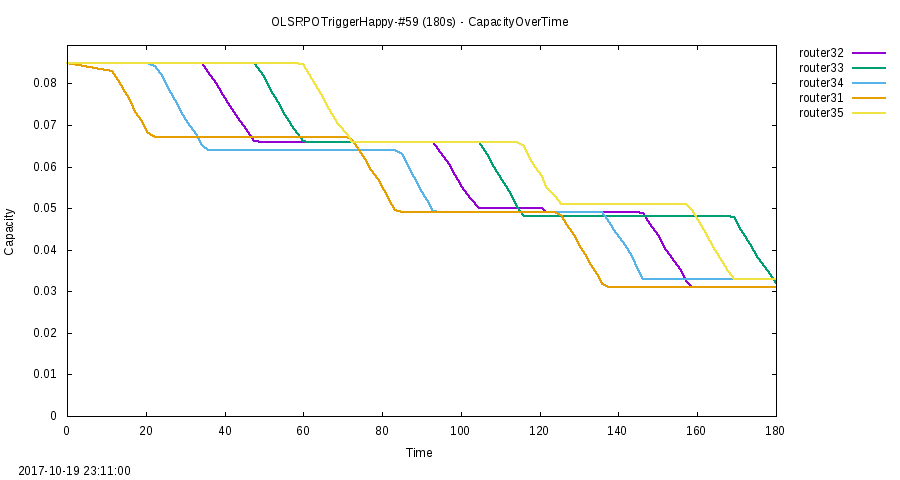 OLSRPOTriggerHappy-#59 (180s) - CapacityOverTime
router32
router33
router34
router31
router35
0.08
0.07
0.06
0.05
0.04
0.03
0.02
0.01
0
Capacity
0 20 40 60 80 100 120 140 160 180
Time
2017-10-19 23:11:00